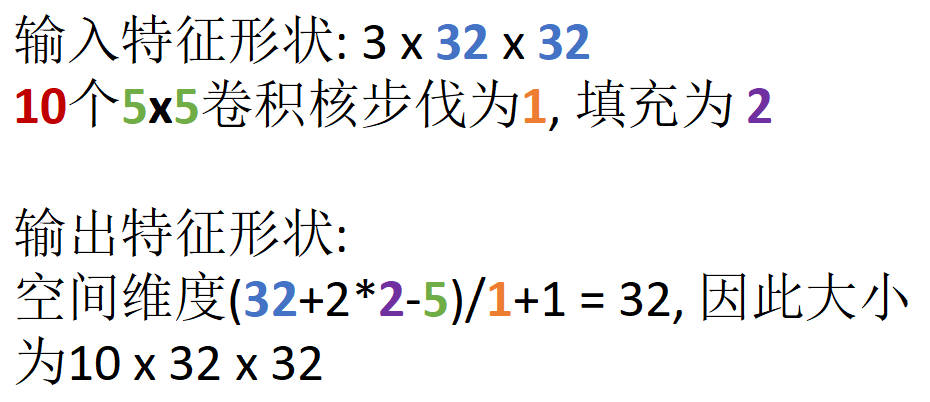 输入特征形状: 3 x 32 x 32
10个5x5卷积核步伐为1, 填充为 2
输出特征形状:
空间维度(32+2*2-5)/1+1 = 32, 因此大小
为10 x 32 x 32